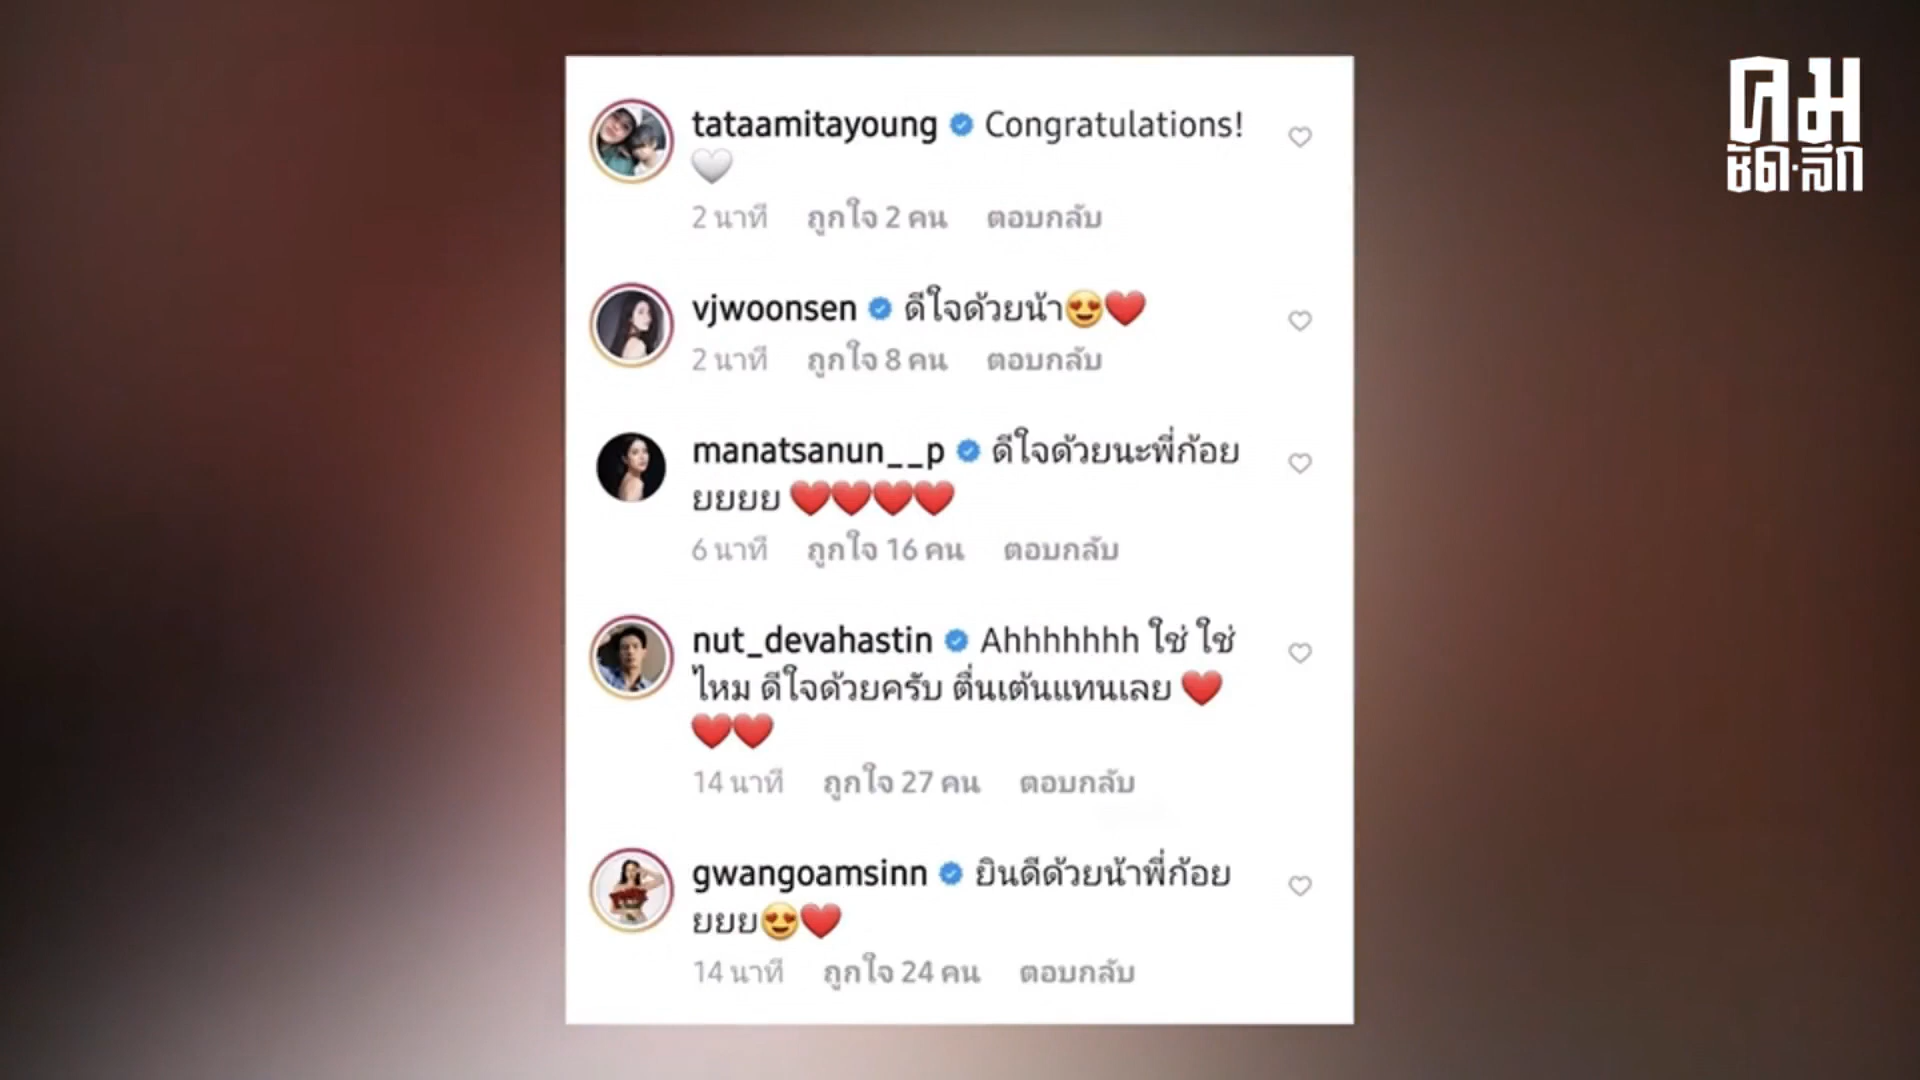 คม
ชัด·ลึก
tataamitayoung Congratulations!
🤍
2 นาที ถูกใจ 2 คน ตอบกลับ
vjwoonsen ดีใจด้วยน้า😍❤️
2 นาที ถูกใจ 8 คน ตอบกลับ
manatsanun__p ดีใจด้วยนะพี่ก้อย
ยยยย ❤️❤️❤️❤️
6 นาที ถูกใจ 16 คน ตอบกลับ
nut_devahastin Ahhhhhhh ใช่ ใช่
ไหม ดีใจด้วยครับ ตื่นเต้นแทนเลย ❤️
❤️❤️
14 นาที ถูกใจ 27 คน ตอบกลับ
gwangoamsinn ยินดีด้วยน้าพี่ก้อย
ยยย😍❤️
14 นาที ถูกใจ 24 คน ตอบกลับ